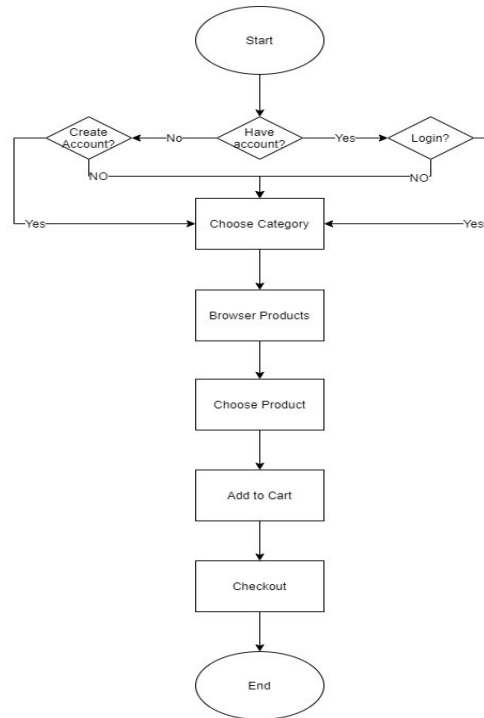 Start
Create
Account?
No
Have
account?
Yes
Login?
NO
NO
Yes
Choose Category
Yes
Browser Products
Choose Product
Add to Cart
Checkout
End